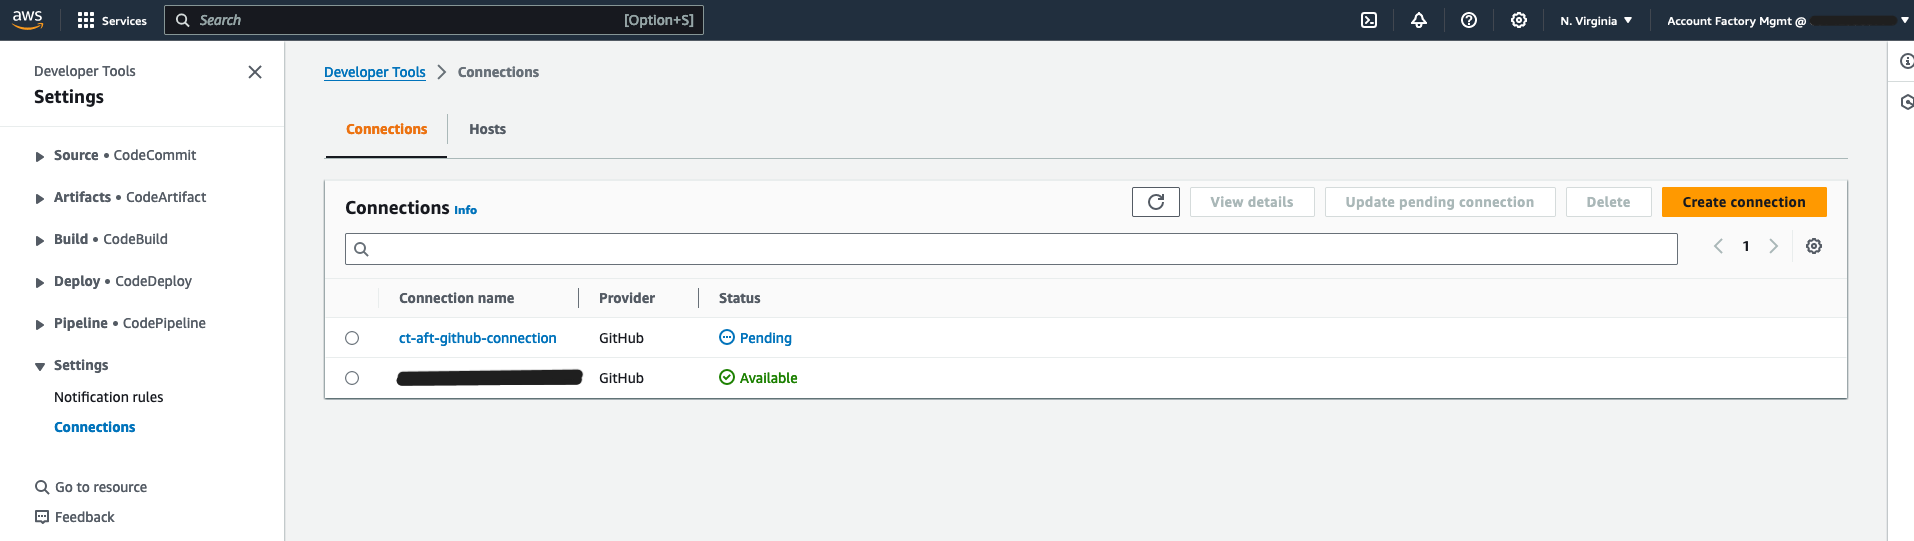 aws Services Search [Option+S] N. Virginia Account Factory Mgmt @
Developer Tools
Settings
Source • CodeCommit
Artifacts • CodeArtifact
Build • CodeBuild
Deploy • CodeDeploy
Pipeline • CodePipeline
Settings
Notification rules
Connections
Go to resource
Feedback
Developer Tools Connections
Connections Hosts
Connections Info View details Update pending connection Delete Create connection
1
Connection name Provider Status
ct-aft-github-connection GitHub Pending
GitHub Available